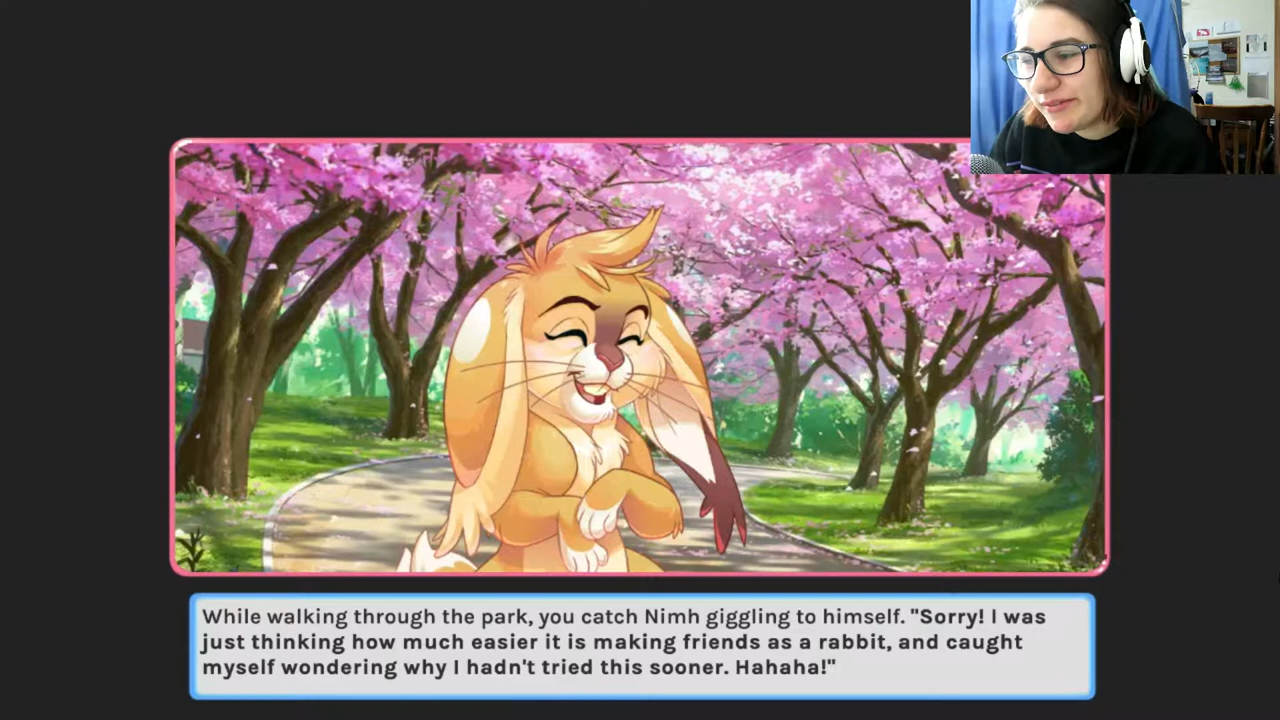 While walking through the park, you catch Nimh giggling to himself. "Sorry! I was
just thinking how much easier it is making friends as a rabbit, and caught
myself wondering why I hadn't tried this sooner. Hahaha!"